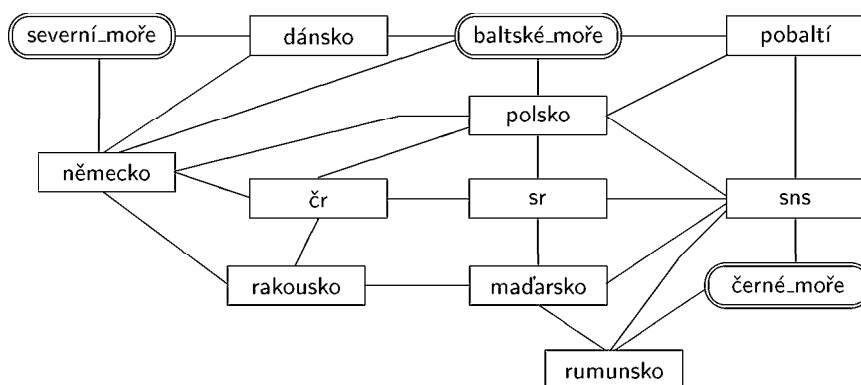 severní_moře
dánsko
baltské_moře
pobaltí
polsko
německo
čr
sr
sns
rakousko
maďarsko
černé_moře
rumunsko